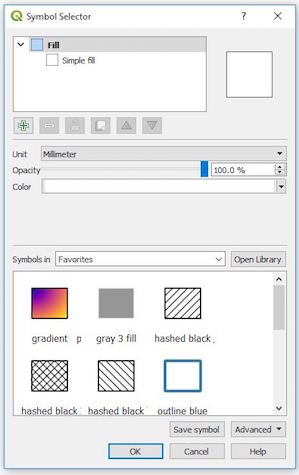 Symbol Selector
Fill
Simple fill
Unit Millimeter
Opacity 100.0 %
Color
Symbols in Favorites Open Library
gradient p gray 3 fill hashed black
hashed black hashed black outline blue
Save symbol Advanced
OK Cancel Help